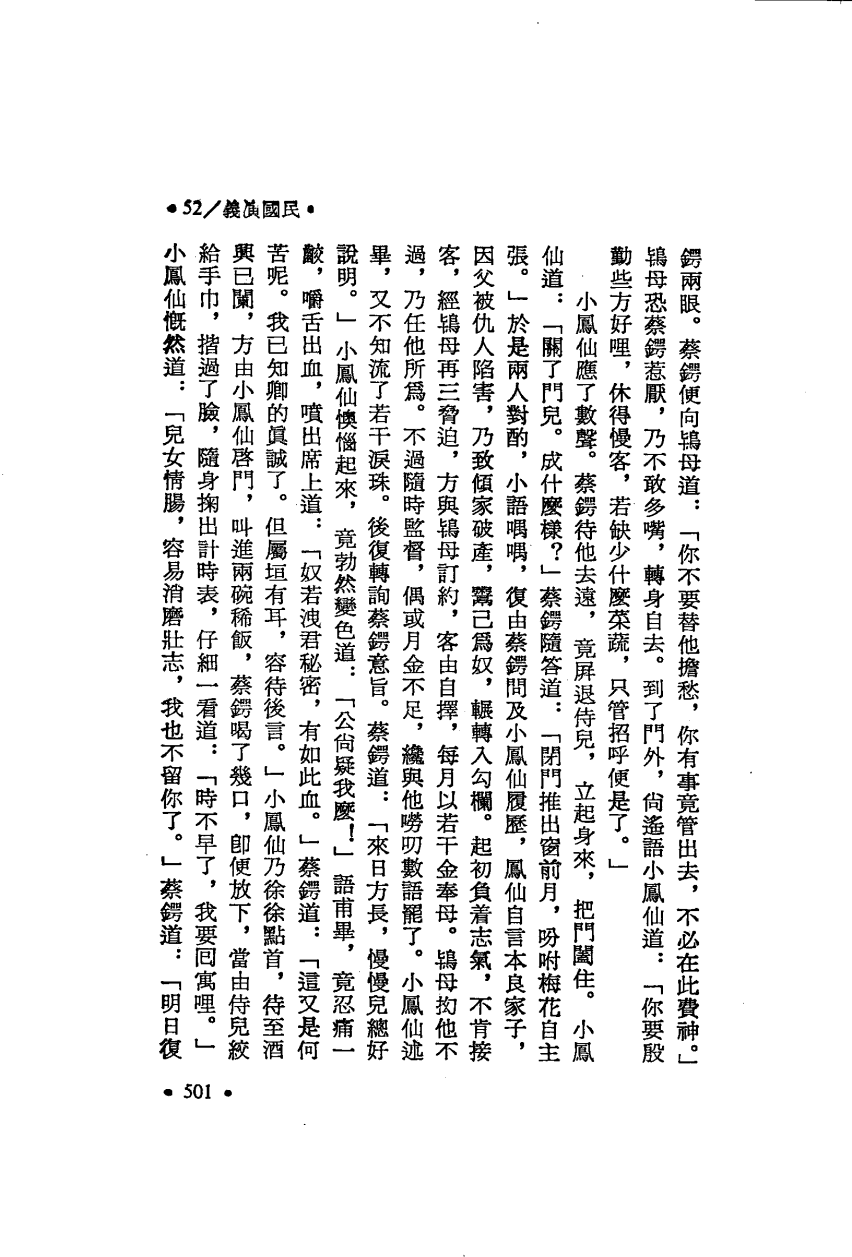 •52／義演國民•
鍔兩眼。蔡鍔便向鴇母道：「你不要替他擔愁，你有事竟管出去，不必在此費神。」
鴇母恐蔡鍔惹厭，乃不敢多嘴，轉身自去。到了門外，尙遙語小鳳仙道：「你要殷
勤些方好哩，休得慢客，若缺少什麼菜蔬，只管招呼便是了。」
小鳳仙應了數聲。蔡鍔待他去遠，竟屏退侍兒，立起身來，把門闔住。小鳳
仙道：「關了門兒。成什麼樣？」蔡鍔隨答道：「閉門推出窗前月，吩咐梅花自主
張。」於是兩人對酌，小語喁喁，復由蔡鍔問及小鳳仙履歷，鳳仙自言本良家子，
因父被仇人陷害，乃致傾家破產，鬻己爲奴，輾轉入勾欄。起初負着志氣，不肯接
客，經鴇母再三脅迫，方與鴇母訂約，客由自擇，每月以若干金奉母。鴇母拗他不
過，乃任他所爲。不過隨時監督，偶或月金不足，纔與他嘮叨數語罷了。小鳳仙述
畢，又不知流了若干淚珠。後復轉詢蔡鍔意旨。蔡鍔道：「來日方長，慢慢兒總好
說明。」小鳳仙懊惱起來，竟勃然變色道：「公尙疑我麼！」語甫畢，竟忍痛一
齩，嚼舌出血，噴出席上道：「奴若洩君秘密，有如此血。」蔡鍔道：「這又是何
苦呢。我已知卿的眞誠了。但屬垣有耳，容待後言。」小鳳仙乃徐徐點首，待至酒
興已闌，方由小鳳仙啓門，叫進兩碗稀飯，蔡鍔喝了幾口，卽便放下，當由侍兒絞
給手巾，揩過了臉，隨身掬出計時表，仔細一看道：「時不早了，我要囘寓哩。」
小鳳仙慨然道：「兒女情腸，容易消磨壯志，我也不留你了。」蔡鍔道：「明日復
•501•